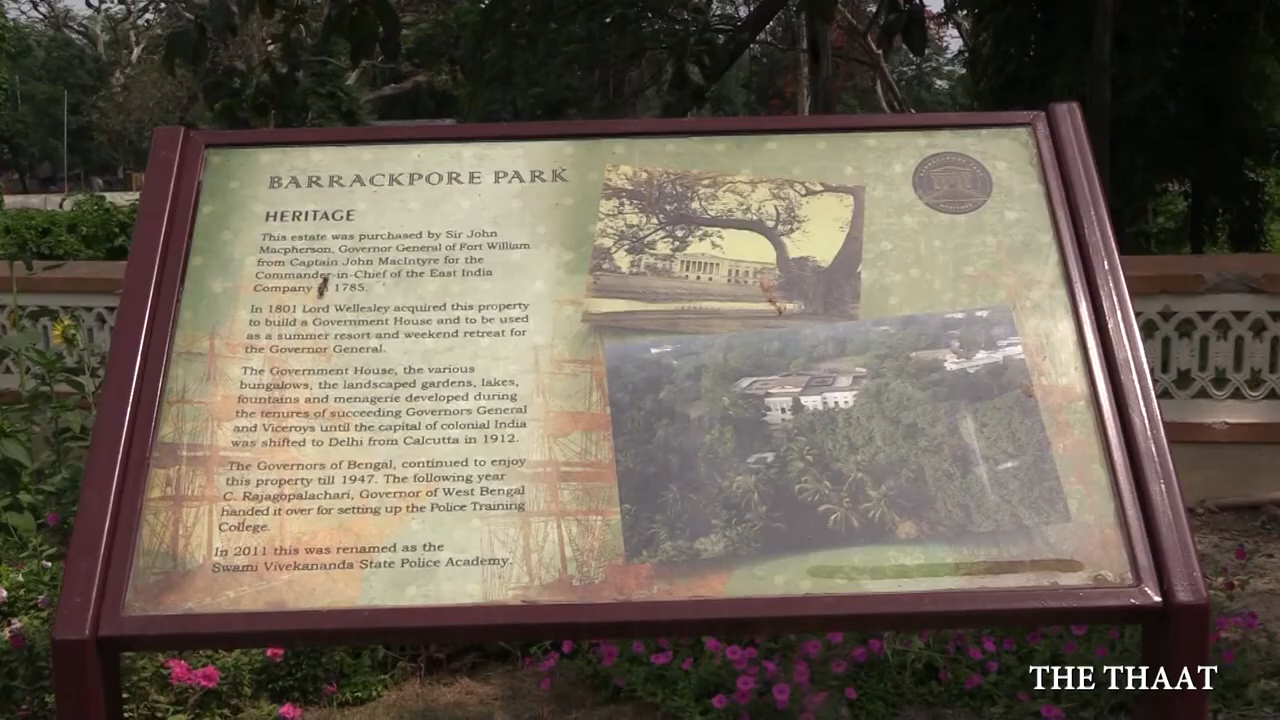 BARRACKPORE PARK
HERITAGE
This estate was purchased by Sir John
Macpherson, Governor General of Fort William
from Captain John MacIntyre for the
Commander-in-Chief of the East India
Company 1785.
In 1801 Lord Wellesley acquired this property
to build a Government House and to be used
as a summer resort and weekend retreat for
the Governor General.
The Government House, the various
bungalows, the landscaped gardens, lakes,
fountains and menagerie developed during
the tenures of succeeding Governors General
and Viceroys until the capital of colonial India
was shifted to Delhi from Calcutta in 1912.
The Governors of Bengal, continued to enjoy
this property till 1947. The following year
C. Rajagopalachari, Governor of West Bengal
handed it over for setting up the Police Training
College.
In 2011 this was renamed as the
Swami Vivekananda State Police Academy.
THE THAAT